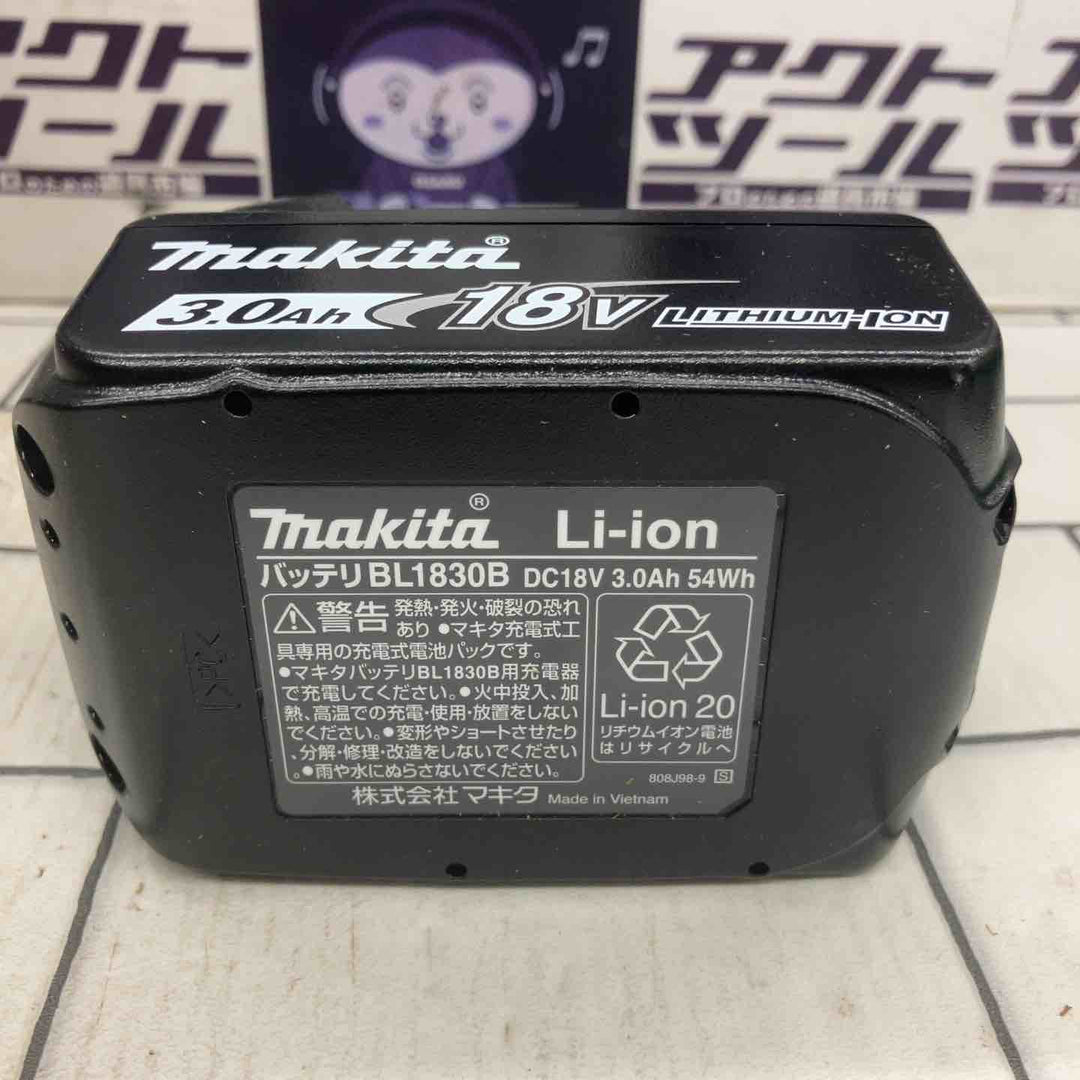 アクト
ツール
アクト
ツール
makita®
3.0Ah 18V LITHIUM-ION
makita® Li-ion
バッテリBL1830B DC18V 3.0Ah 54Wh
警告 発熱・発火・破裂の恐れ
あり ●マキタ充電式工
具専用の充電式電池パックです。
●マキタバッテリBL1830B用充電器
で充電してください。●火中投入、加
熱、高温での充電・使用・放置をしない
でください。●変形やショートさせたり
、分解・修理・改造をしないでください
。●雨や水にぬらさないでください。
Li-ion 20
リチウムイオン電池
はリサイクルへ
808J98-9 S
株式会社マキタ Made in Vietnam